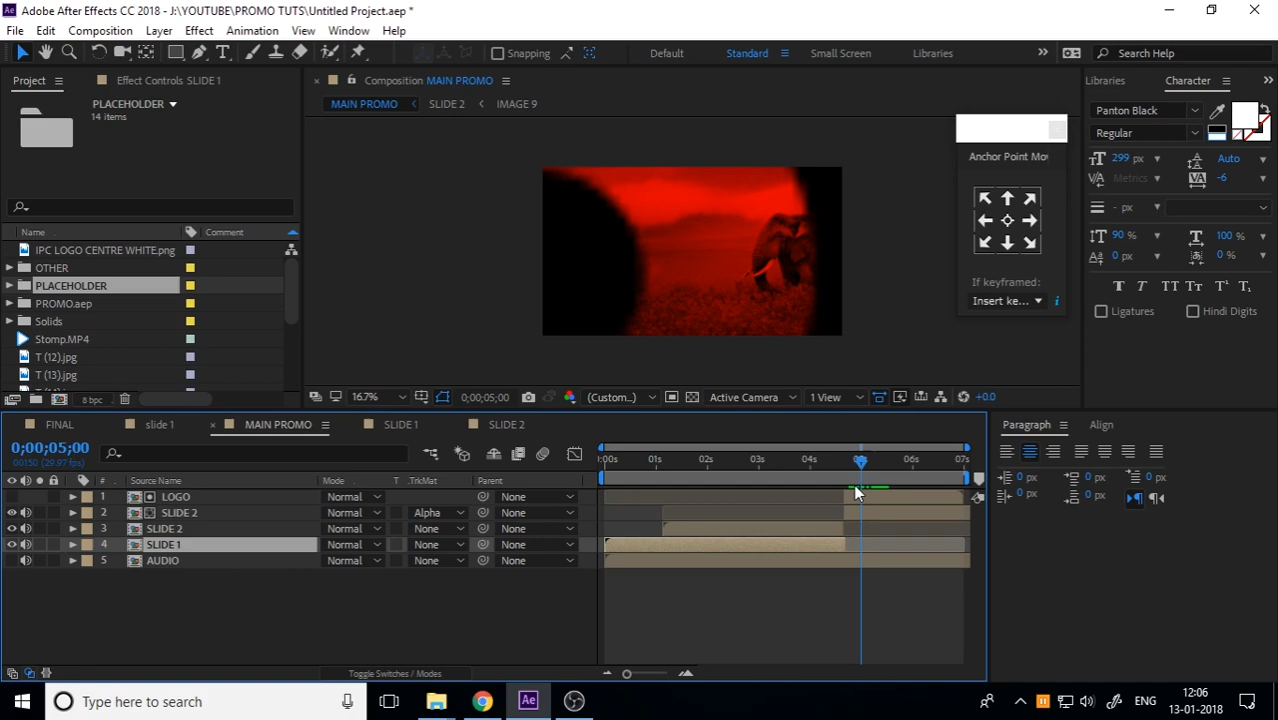 Adobe After Effects CC 2018 - J:\YOUTUBE\PROMO TUTS\Untitled Project.aep *
File Edit Composition Layer Effect Animation View Window Help
Snapping Default Standard Small Screen Libraries Search Help
Project Effect Controls SLIDE 1 Composition MAIN PROMO Libraries Character
PLACEHOLDER
14 items
MAIN PROMO SLIDE 2 IMAGE 9
Panton Black
Regular
Anchor Point Mov
299 px Auto
Metrics -6
- px
90 % 100 %
0 px 0 %
If keyframed:
Insert ke...
Ligatures Hindi Digits
Name Comment
IPC LOGO CENTRE WHITE.png
OTHER
PLACEHOLDER
PROMO.aep
Solids
Stomp.MP4
T (12).jpg
T (13).jpg
8 bpc
16.7% 0;00;05;00 (Custom... Active Camera 1 View +0.0
FINAL slide 1 MAIN PROMO SLIDE 1 SLIDE 2
Paragraph Align
0;00;05;00
00150 (29.97 fps)
:00s 01s 02s 03s 04s 05s 06s 07s
Source Name Mode T .TrkMat Parent
1 LOGO Normal None
2 SLIDE 2 Normal Alpha None
3 SLIDE 2 Normal None None
4 SLIDE 1 Normal None None
5 AUDIO Normal None None
0 px 0 px
0 px 0 px
0 px
Toggle Switches / Modes
Type here to search
ENG
12:06
13-01-2018